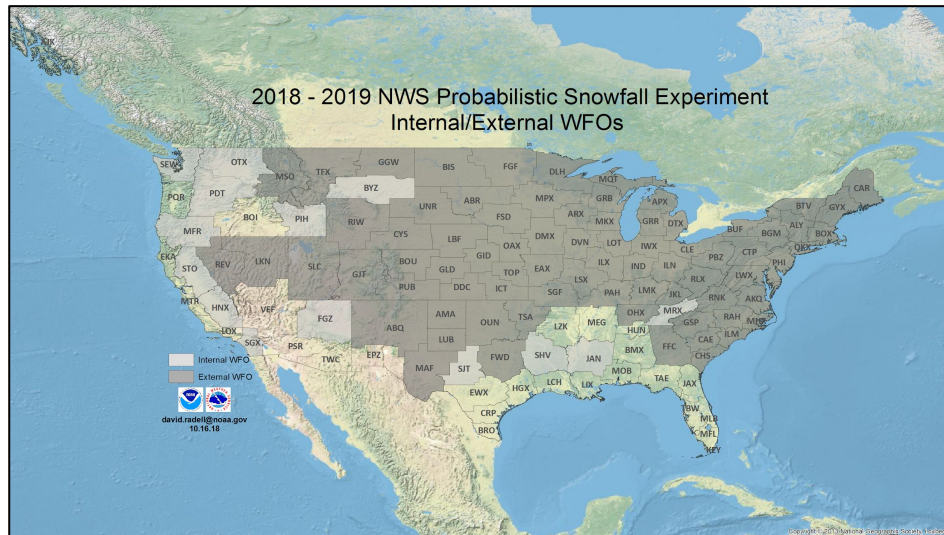 2018 - 2019 NWS Probabilistic Snowfall Experiment
Internal/External WFOs
SEW
OTX
MSO
TFX
GGW
BIS
FGF
DLH
MQT
CAR
PQR
PDT
BYZ
UNR
ABR
MPX
GRB
APX
BTV
GYX
MFR
BOI
PIH
RIW
FSD
ARX
MKX
GRR
DTX
BUF
ALY
BGM
BOX
EKA
STO
REV
LKN
SLC
CYS
LBF
OAX
DMX
DVN
LOT
IWX
CLE
CTP
OKX
GJT
BOU
GID
GLD
TOP
EAX
ILX
IND
ILN
PBZ
PHI
MTR
HNX
VEF
PUB
DDC
ICT
LSX
SGF
PAH
LMK
JKL
RLX
LWX
RNK
AKQ
LOX
SGX
FGZ
ABQ
AMA
OUN
TSA
LZK
MEG
OHX
MRX
GSP
RAH
MHX
PSR
TWC
EPZ
LUB
HUN
FFC
CAE
ILM
CHS
MAF
SJT
FWD
SHV
JAN
BMX
EWX
HGX
LCH
LIX
MOB
TAE
JAX
CRP
BRO
BW
MLB
MFL
KEY
Internal WFO
External WFO
david.radell@noaa.gov
10.16.18